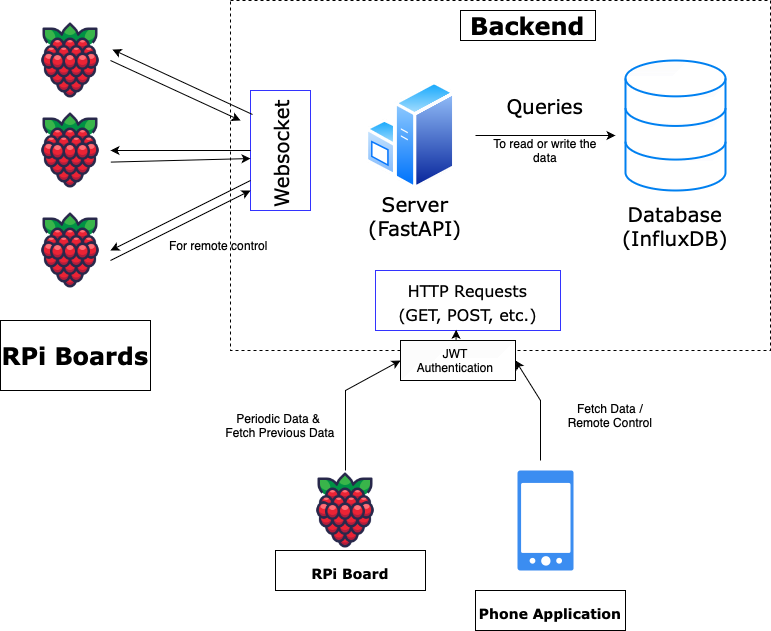 Backend
Websocket
Queries
To read or write the
data
Server
(FastAPI)
Database
(InfluxDB)
For remote control
HTTP Requests
(GET, POST, etc.)
RPi Boards
JWT
Authentication
Periodic Data &
Fetch Previous Data
Fetch Data /
Remote Control
RPi Board
Phone Application